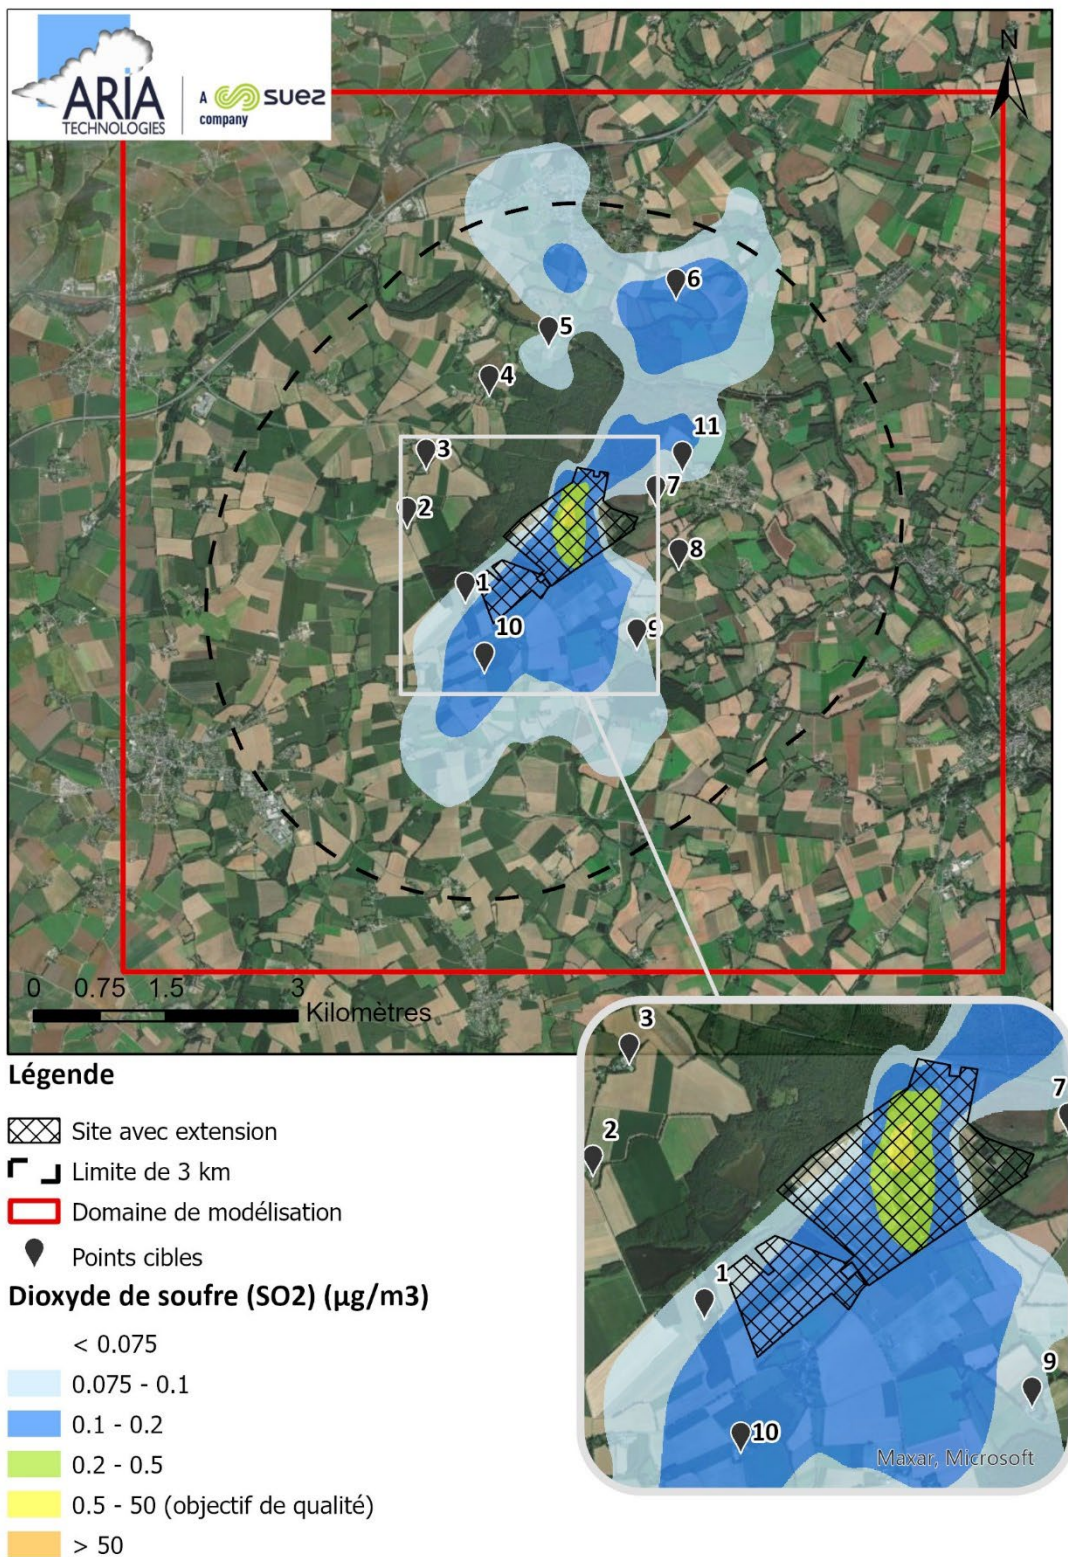 ARIA
TECHNOLOGIES
A
company
suez
N
6
5
4
3
11
2
7
8
1
10
9
0 0.75 1.5 3
Kilomètres
Légende
Site avec extension
Limite de 3 km
Domaine de modélisation
Points cibles
Dioxyde de soufre (SO2) (µg/m3)
< 0.075
0.075 - 0.1
0.1 - 0.2
0.2 - 0.5
0.5 - 50 (objectif de qualité)
> 50
3
7
2
1
9
10
Maxar, Microsoft